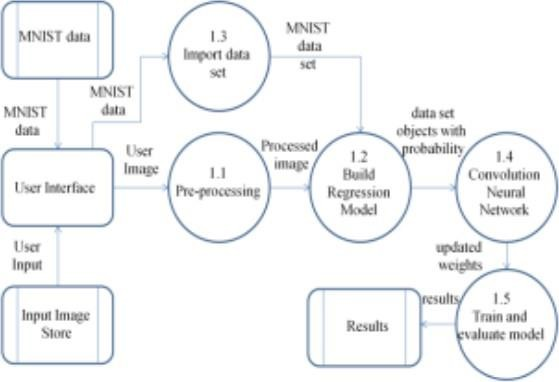 MNIST data
1.3
Import data
set
MNIST
data
set
MNIST
data
MNIST
data
User Interface
User
Image
1.1
Pre-processing
Processed
image
1.2
Build
Regression
Model
data set
objects with
probability
1.4
Convolution
Neural
Network
User
Input
updated
weights
Input Image
Store
Results
results
1.5
Train and
evaluate model